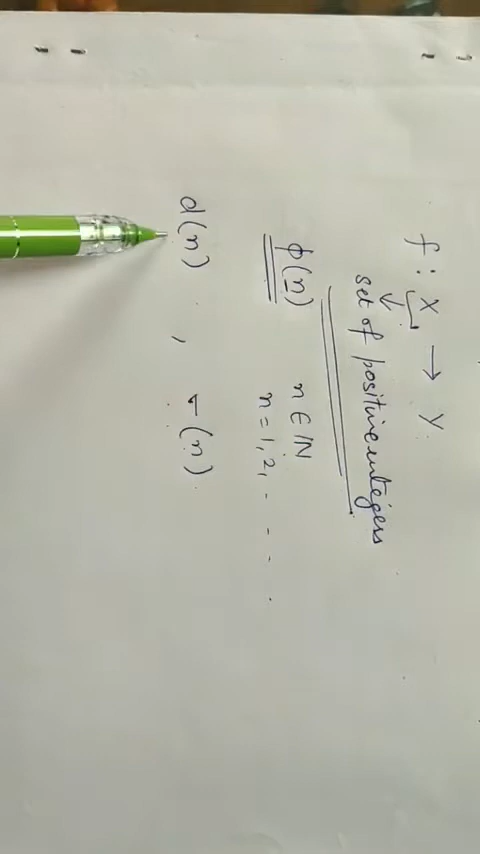 f : X → Y.
set of positive integers
ϕ(n) n ∈ ℕ
n = 1, 2, - - - - .
d(n) , σ(n).